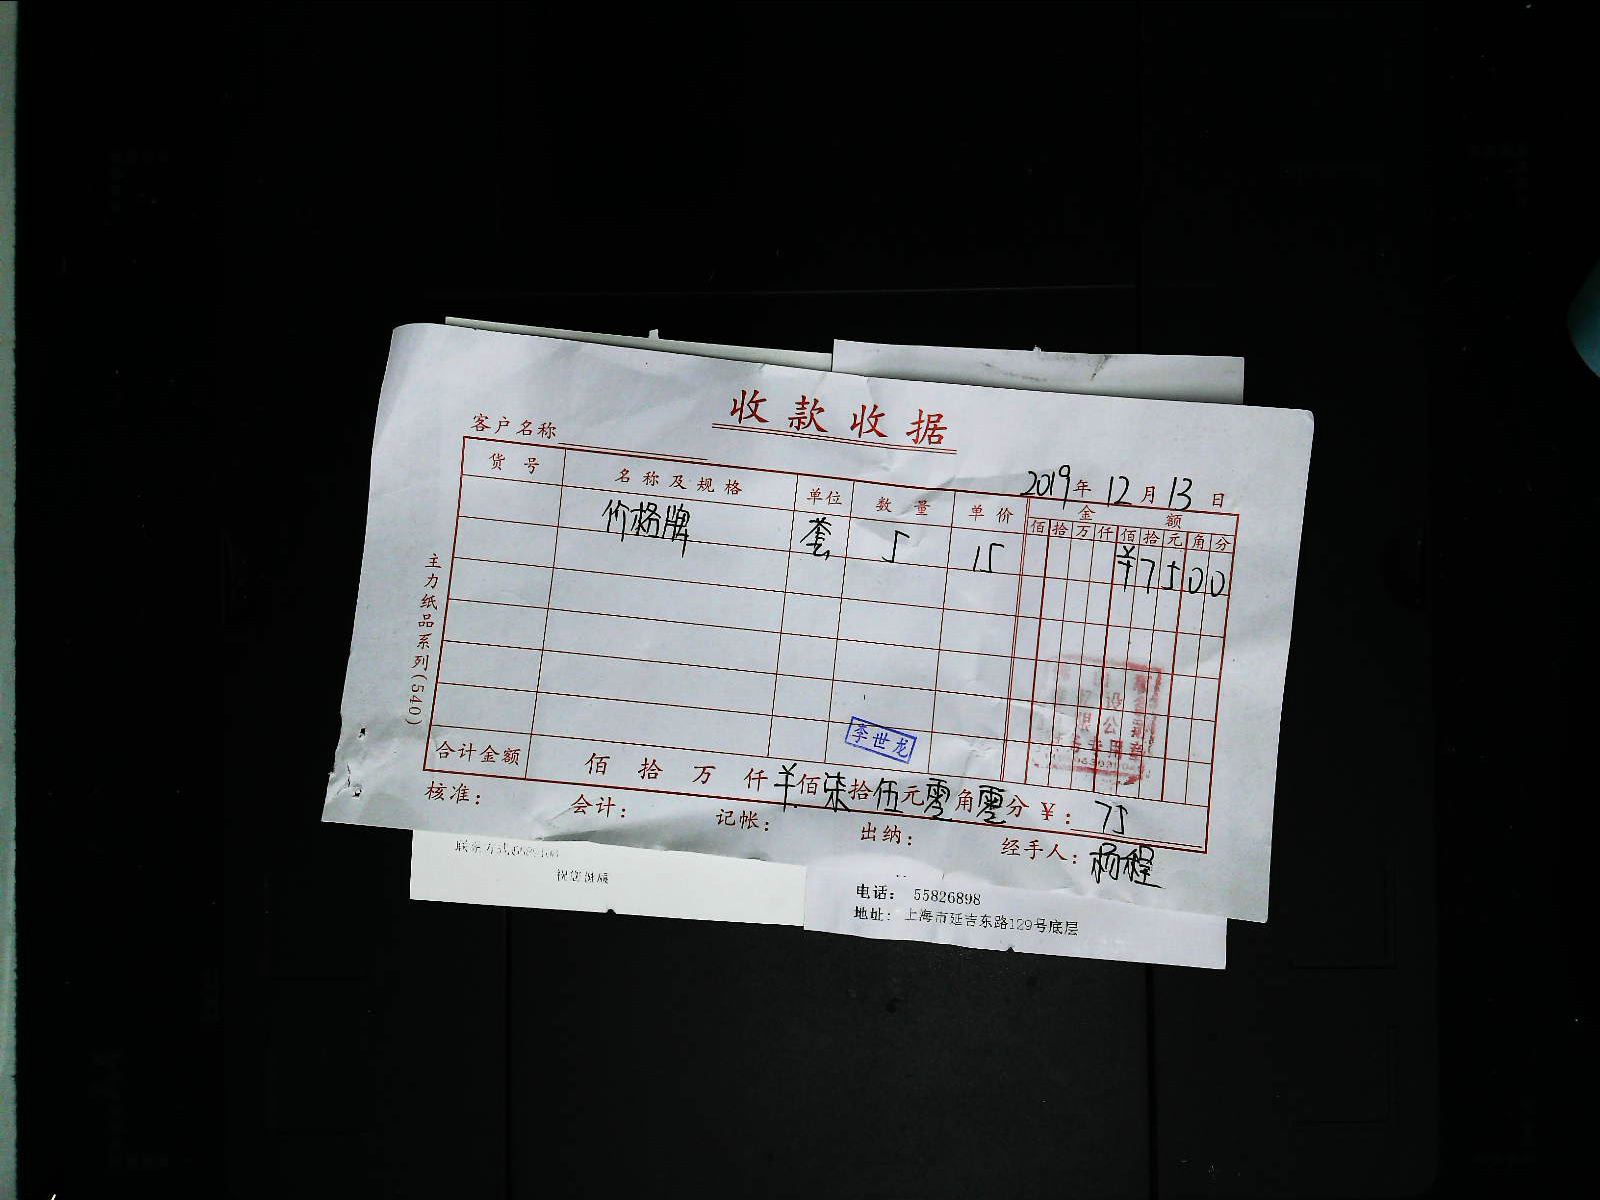 收款收据
客户名称
2019年 12月 13日
货号 名称及规格 单位 数量 单价 金额
佰 拾 万 仟 佰 拾 元 角 分
价格牌 套 5 15 ¥7500
主力纸品系列(540)
李世龙
合计金额 佰 拾 万 仟 ¥佰柒拾伍元零角零分 ¥: 75
核准: 会计: 记帐: 出纳: 经手人: 杨程
电话: 55826898
地址: 上海市延吉东路129号底层